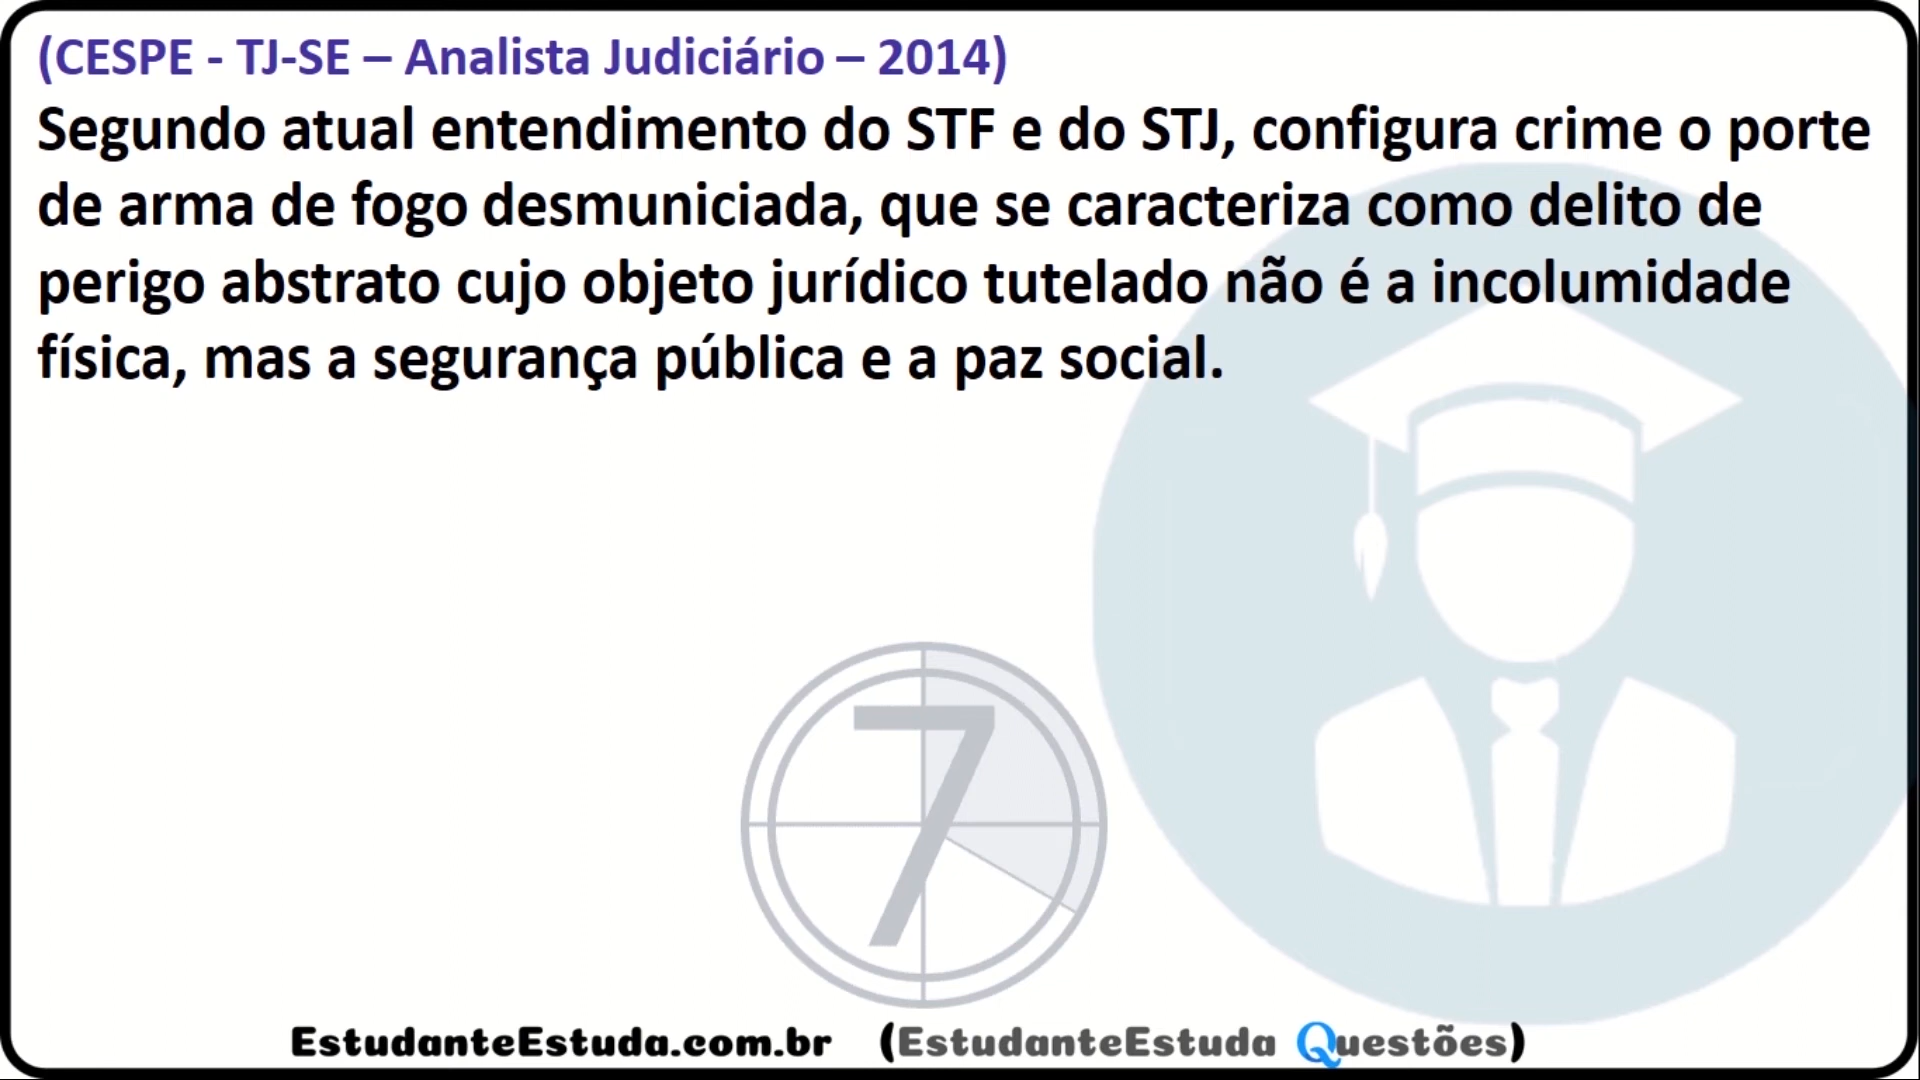 (CESPE - TJ-SE – Analista Judiciário – 2014)
Segundo atual entendimento do STF e do STJ, configura crime o porte
de arma de fogo desmuniciada, que se caracteriza como delito de
perigo abstrato cujo objeto jurídico tutelado não é a incolumidade
física, mas a segurança pública e a paz social.
7
EstudanteEstuda.com.br (EstudanteEstuda Questões)